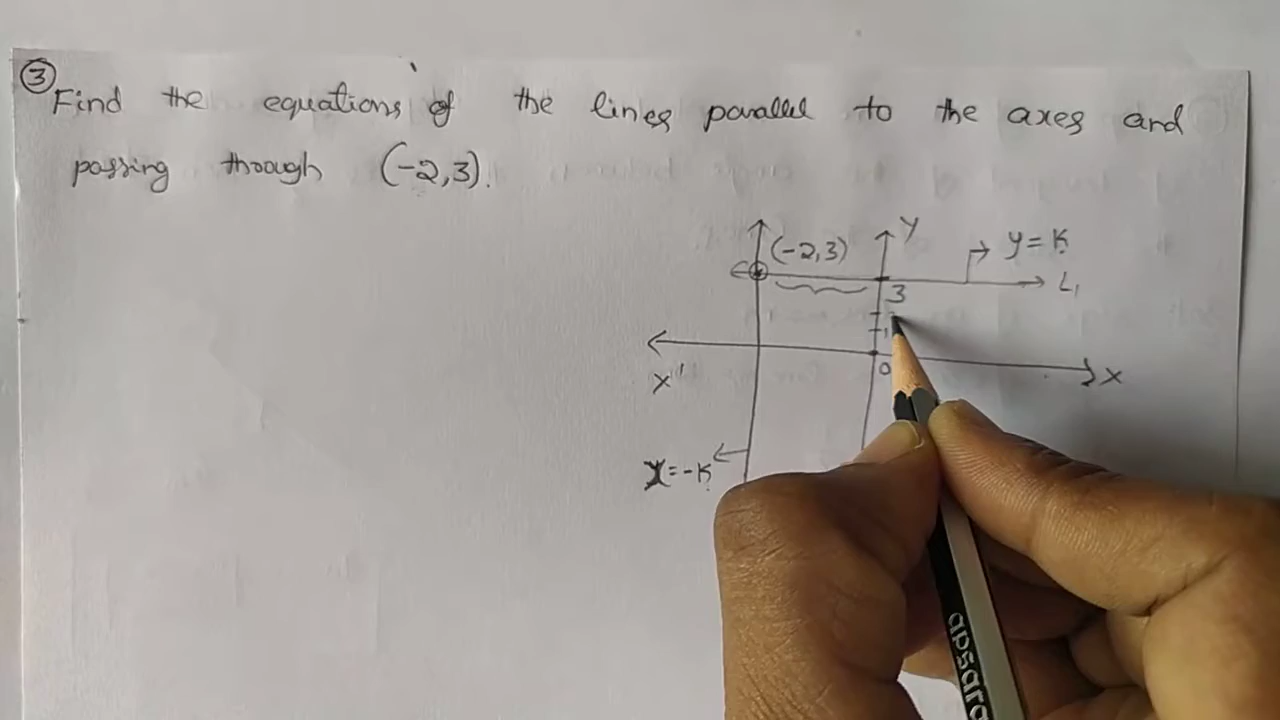 ③
Find the equations of the lines parallel to the axes and
passing through (-2,3).
Y
(-2,3)
y=K
L₁
3
0
X'
X
X=-K
apsara